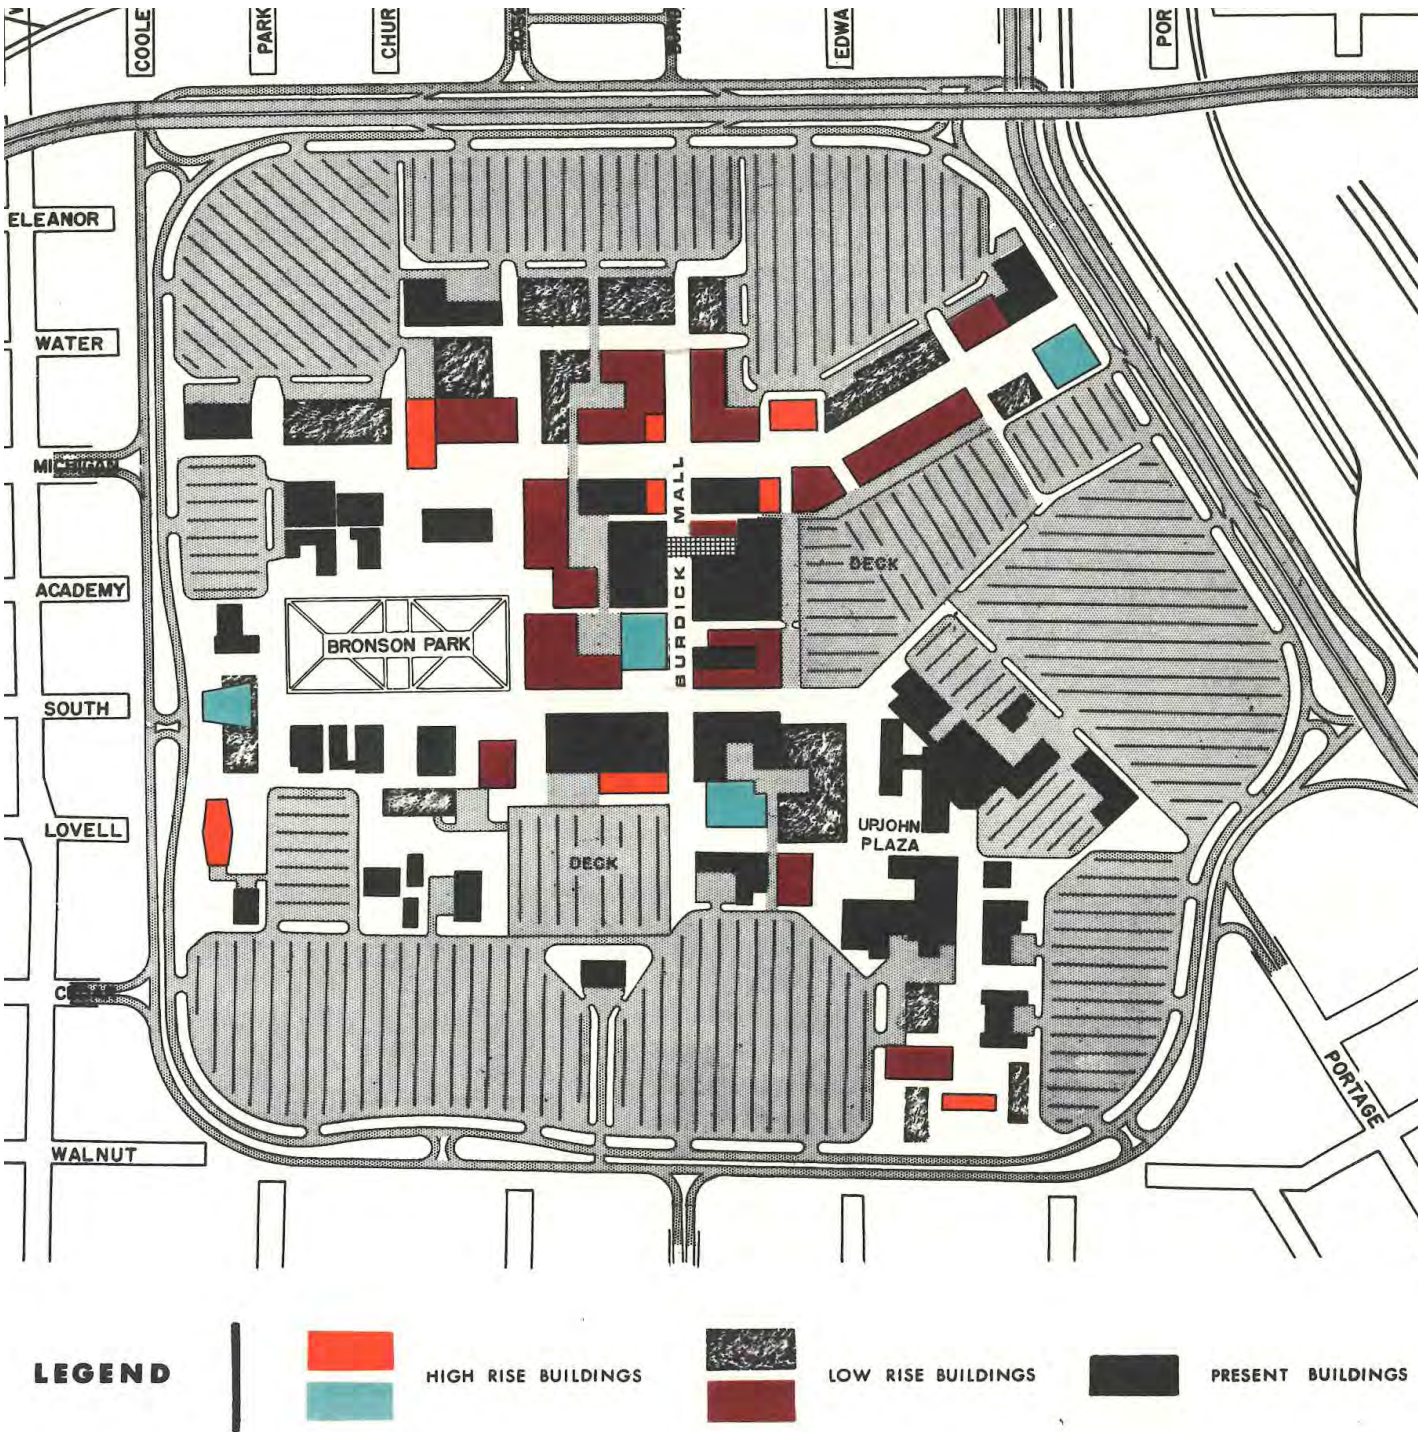 COOLE
PARK
CHUR
EDWA
POR
ELEANOR
WATER
MICHIGAN
ACADEMY
SOUTH
LOVELL
WALNUT
BURDICK MALL
DECK
BRONSON PARK
UPJOHN
PLAZA
DECK
PORTAGE
LEGEND
HIGH RISE BUILDINGS
LOW RISE BUILDINGS
PRESENT BUILDINGS